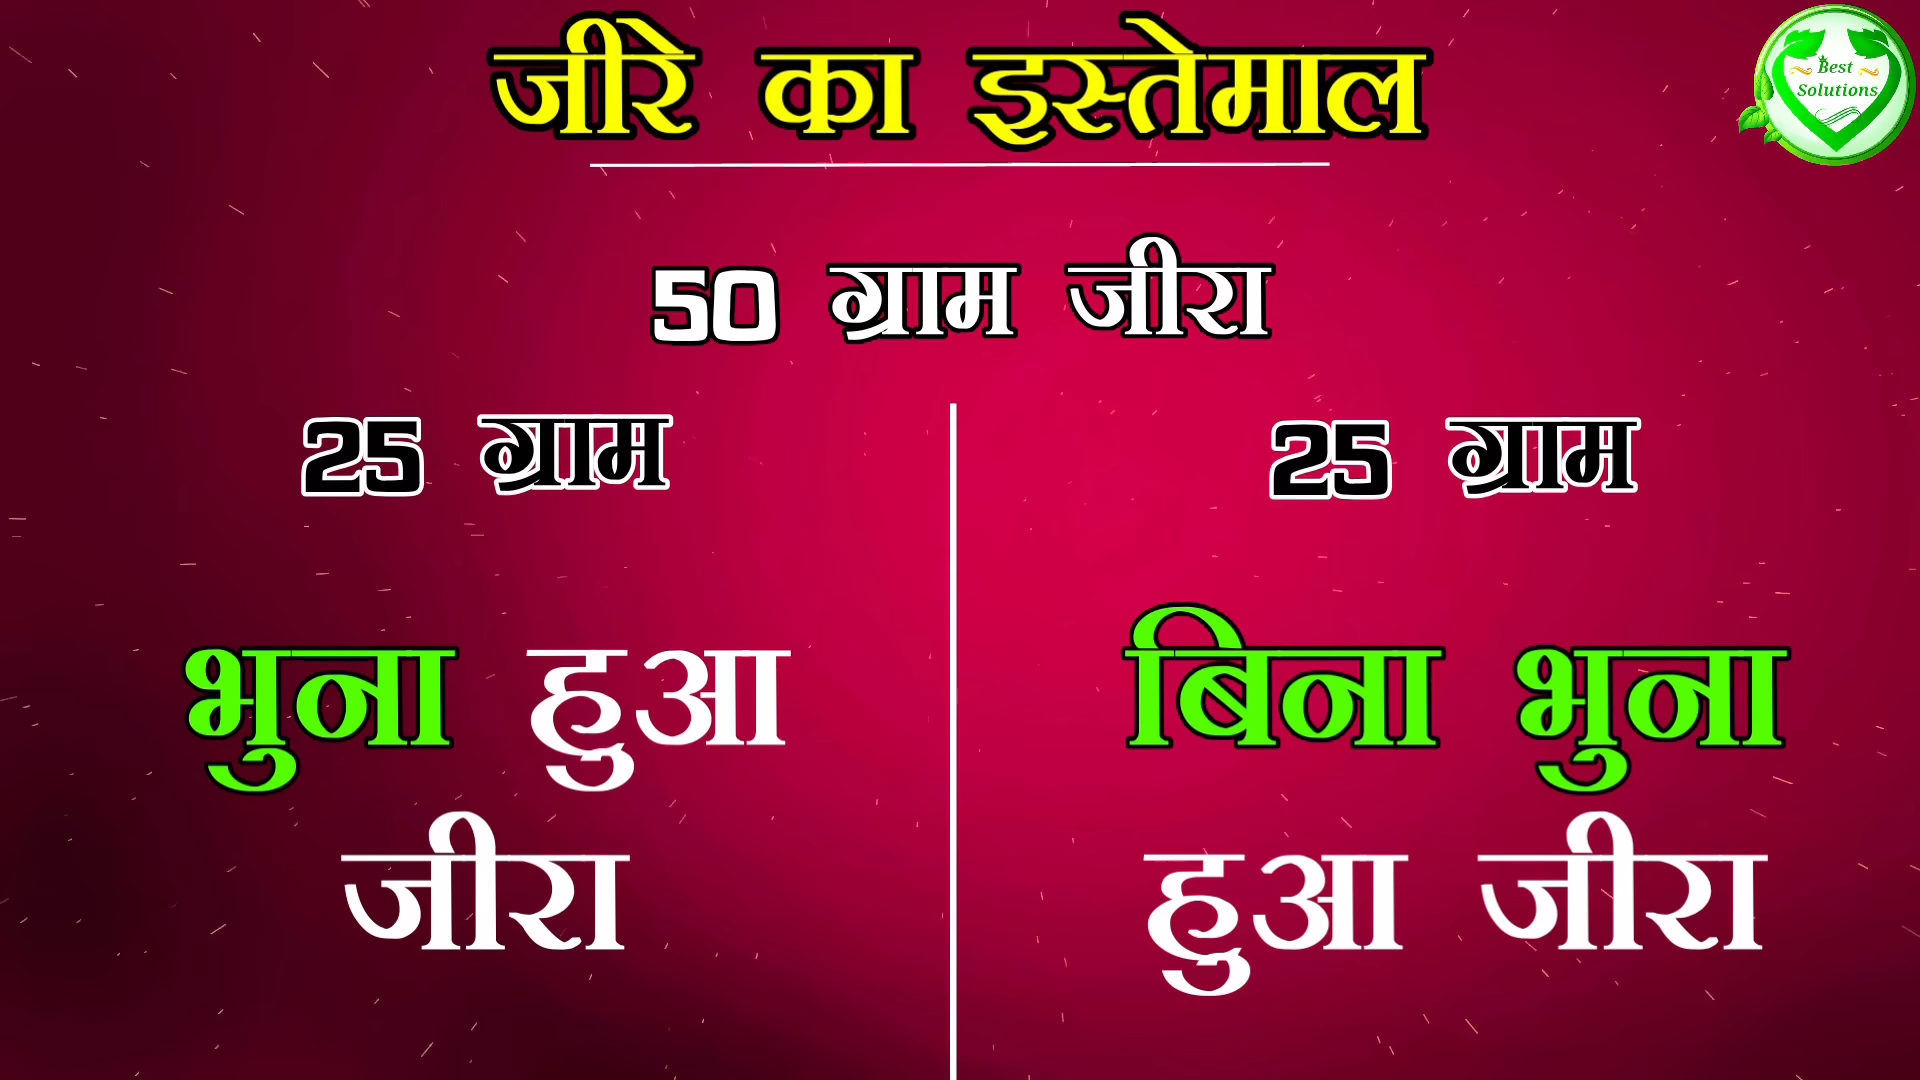 जीरे का इस्तेमाल
Best
Solutions
50 ग्राम जीरा
25 ग्राम
भुना हुआ
जीरा
25 ग्राम
बिना भुना
हुआ जीरा